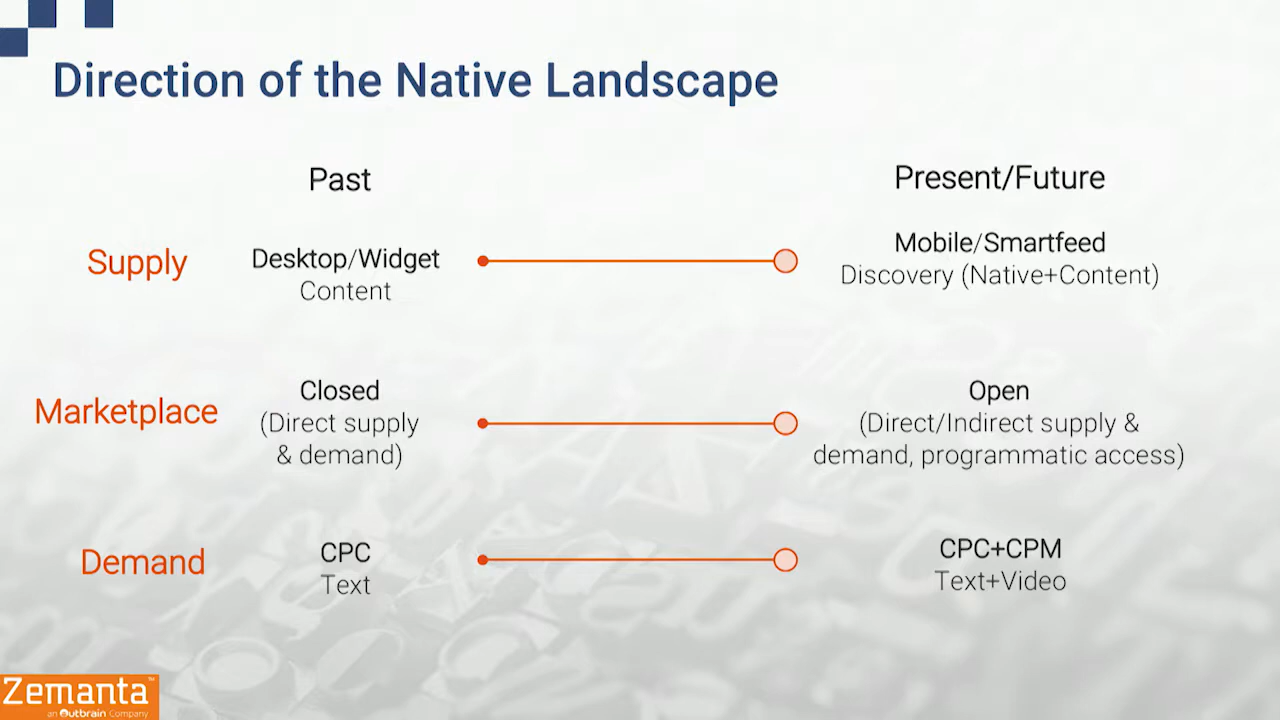 Direction of the Native Landscape
Past
Present/Future
Supply
Desktop/Widget
Content
Mobile/Smartfeed
Discovery (Native+Content)
Marketplace
Closed
(Direct supply
& demand)
Open
(Direct/Indirect supply &
demand, programmatic access)
Demand
CPC
Text
CPC+CPM
Text+Video
Zemanta™
an Outbrain Company